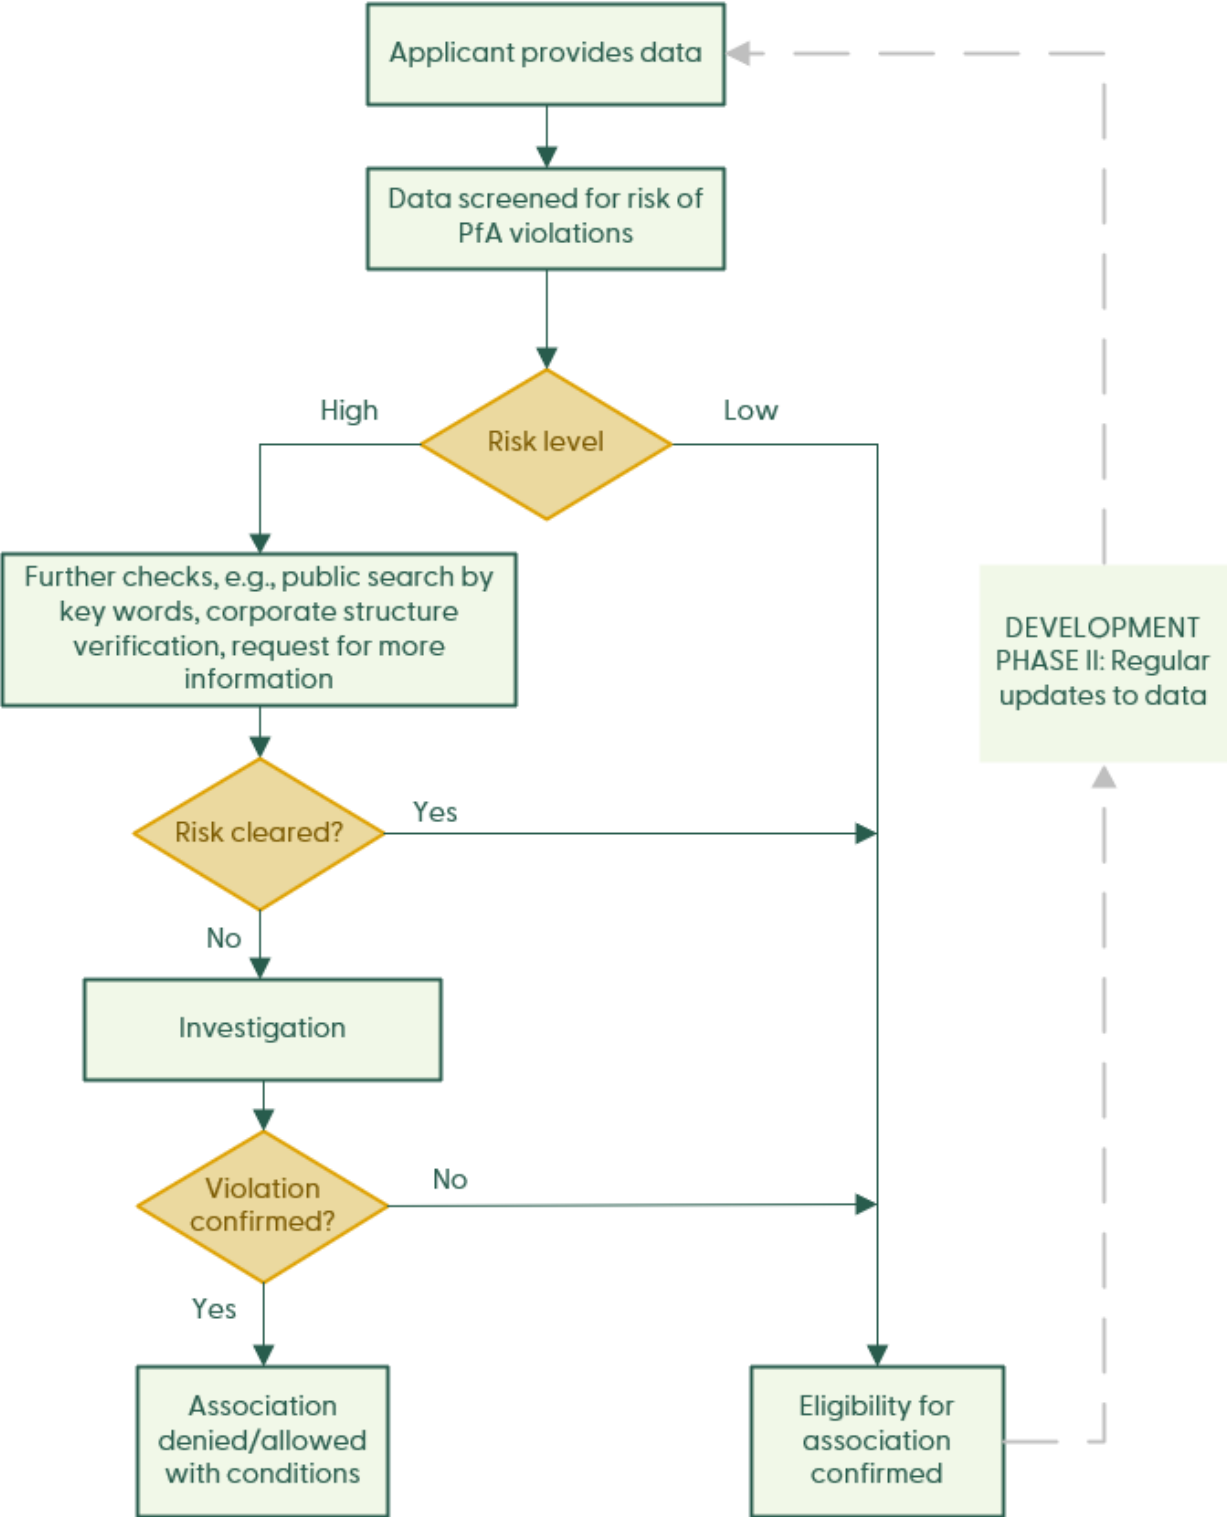 Applicant provides data
Data screened for risk of
PfA violations
High
Low
Risk level
Further checks, e.g., public search by
key words, corporate structure
verification, request for more
information
DEVELOPMENT
PHASE II: Regular
updates to data
Yes
Risk cleared?
No
Investigation
No
Violation
confirmed?
Yes
Association
denied/allowed
with conditions
Eligibility for
association
confirmed